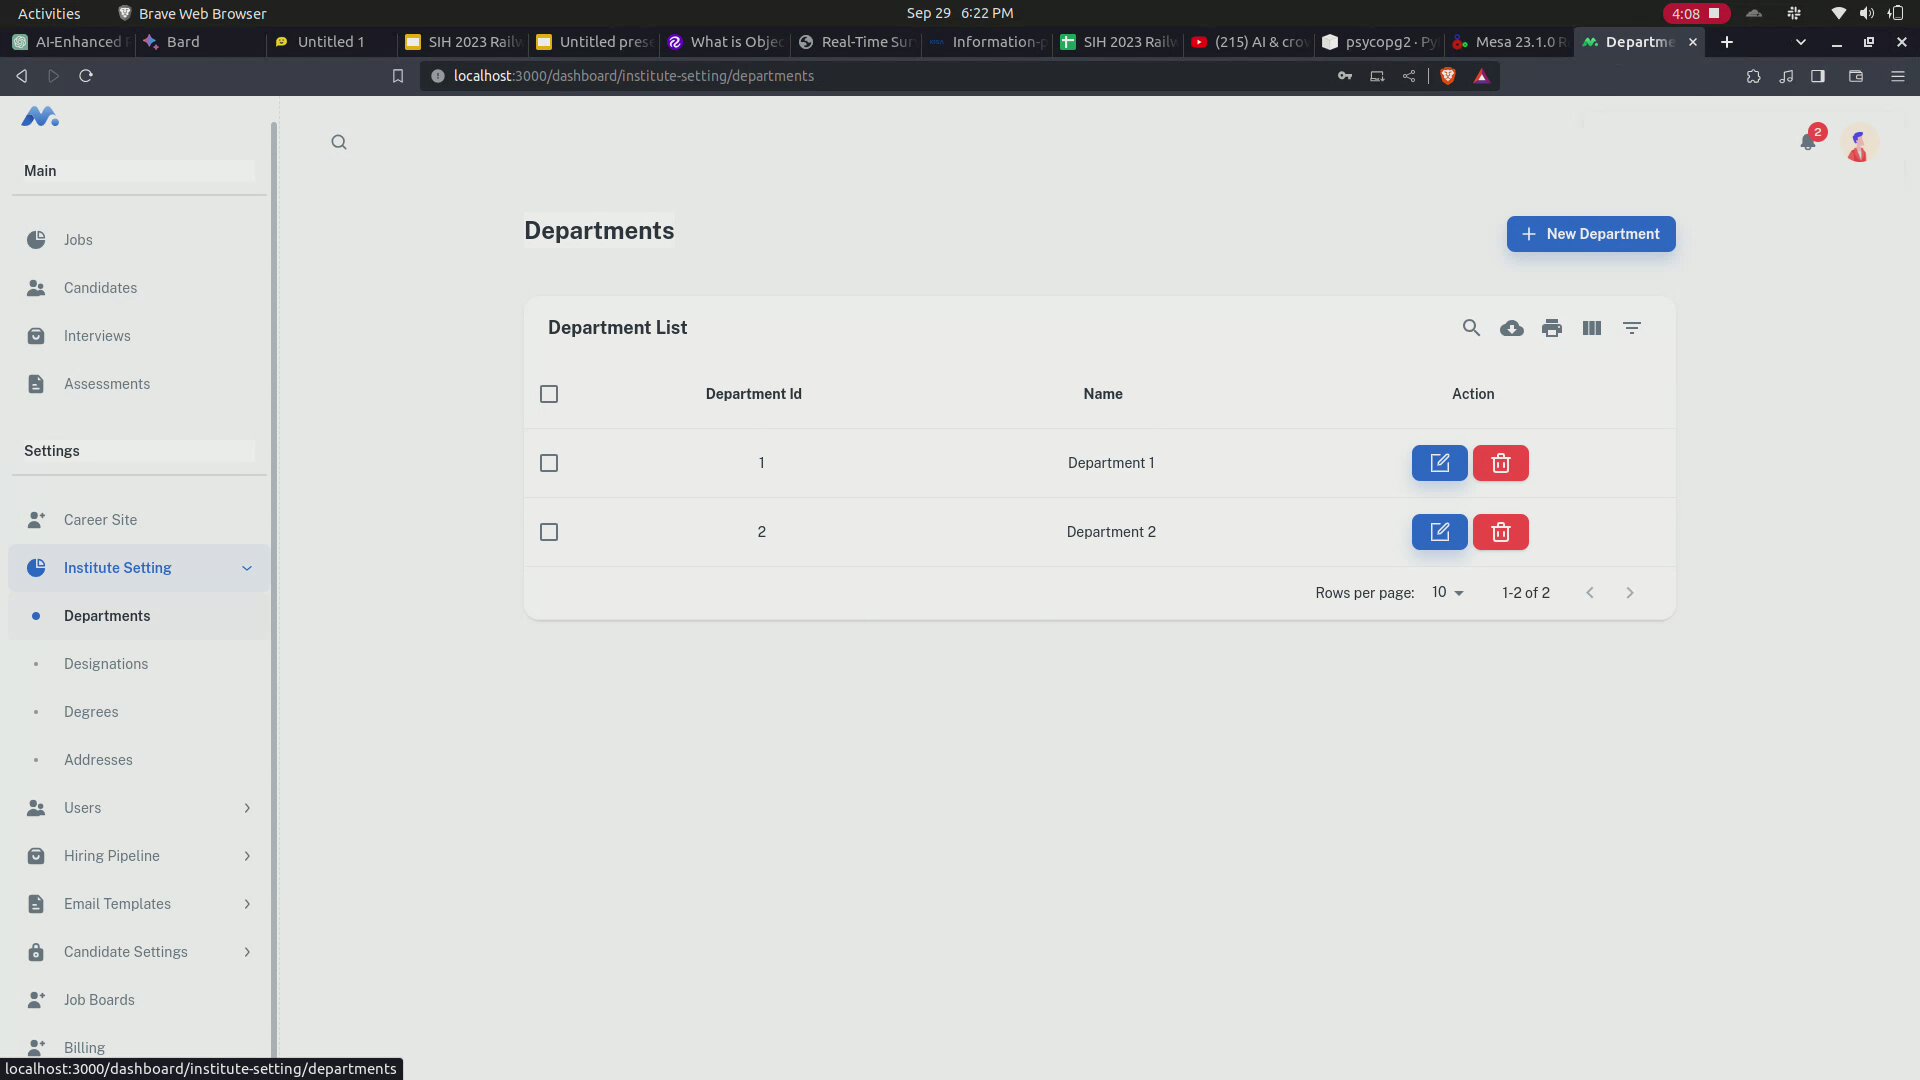 Activities
Brave Web Browser
Sep 29 6:22 PM
4:08
AI-Enhanced
Bard
Untitled 1
SIH 2023 Railw
Untitled prese
What is Objec
Real-Time Sur
Information-p
SIH 2023 Railw
(215) AI & crow
psycopg2 · Py
Mesa 23.1.0 R
Departme
localhost:3000/dashboard/institute-setting/departments
Main
Jobs
Candidates
Interviews
Assessments
Settings
Career Site
Institute Setting
Departments
Designations
Degrees
Addresses
Users
Hiring Pipeline
Email Templates
Candidate Settings
Job Boards
Billing
2
Departments
New Department
Department List
Department Id Name Action
1 Department 1
2 Department 2
Rows per page: 10 1-2 of 2
localhost:3000/dashboard/institute-setting/departments